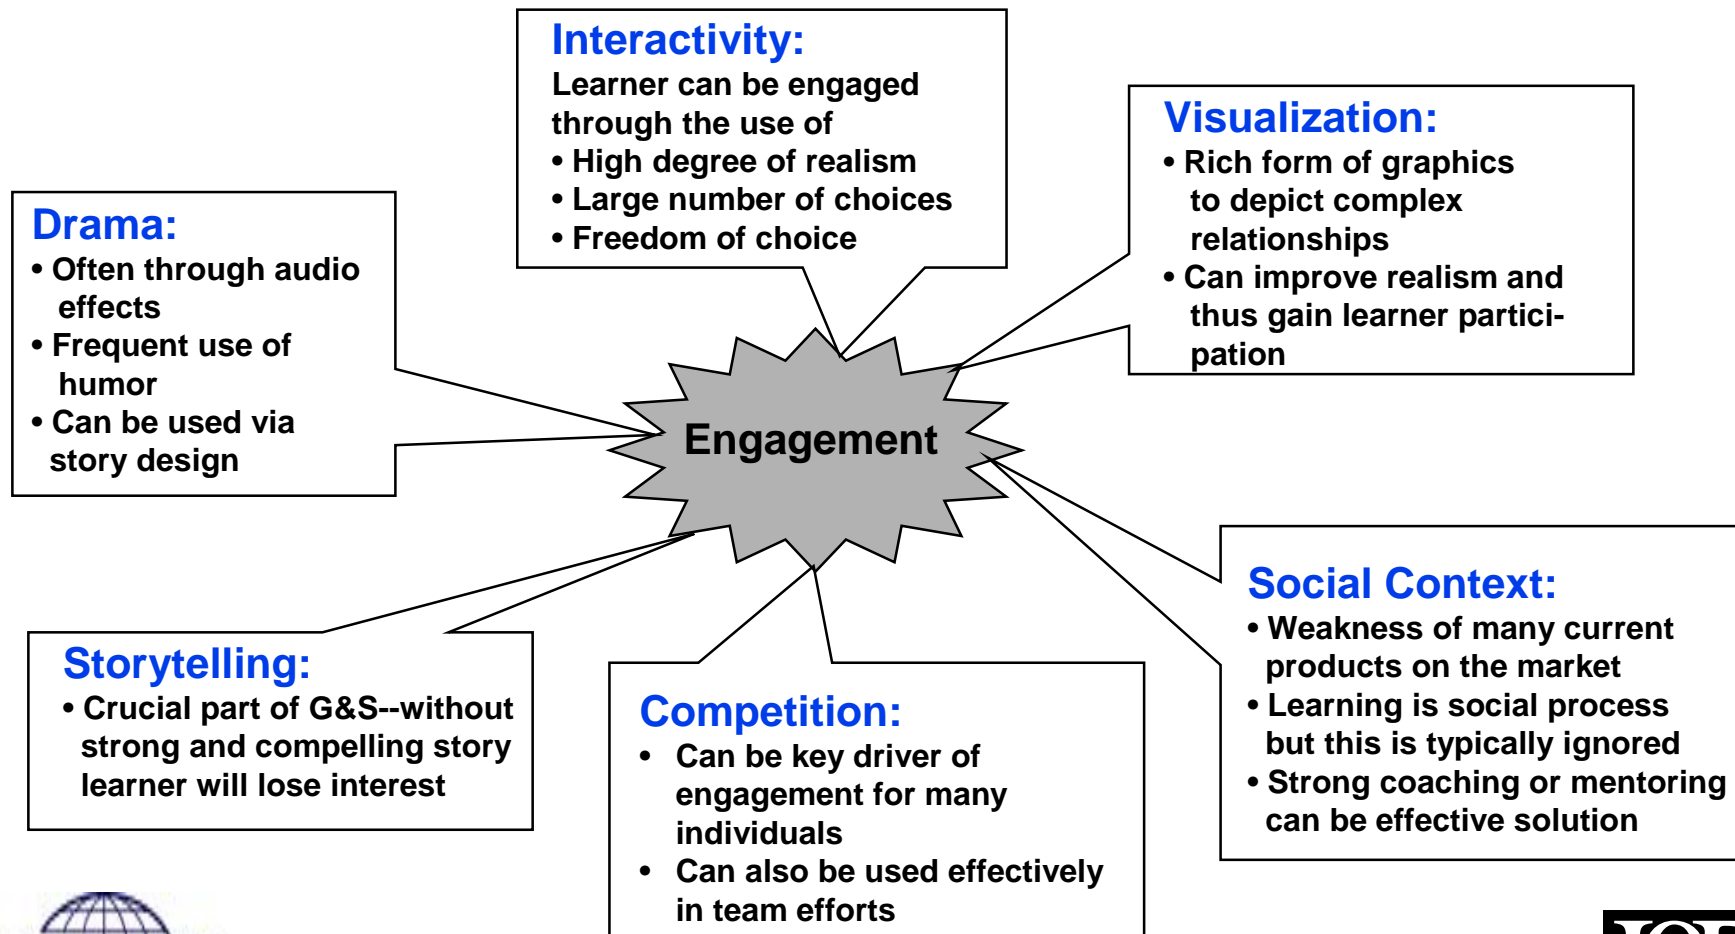 Interactivity:
Learner can be engaged
through the use of
• High degree of realism
• Large number of choices
• Freedom of choice
Visualization:
• Rich form of graphics
to depict complex
relationships
• Can improve realism and
thus gain learner partici-
pation
Drama:
• Often through audio
effects
• Frequent use of
humor
• Can be used via
story design
Engagement
Storytelling:
• Crucial part of G&S--without
strong and compelling story
learner will lose interest
Competition:
• Can be key driver of
engagement for many
individuals
• Can also be used effectively
in team efforts
Social Context:
• Weakness of many current
products on the market
• Learning is social process
but this is typically ignored
• Strong coaching or mentoring
can be effective solution